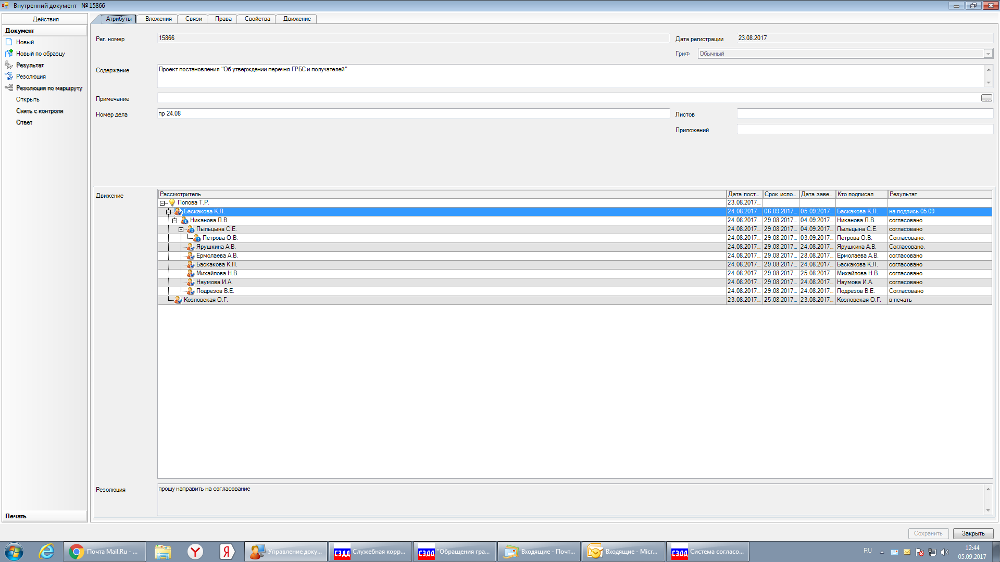 Внутренний документ № 15866
Действия
Документ
Новый
Новый по образцу
Результат
Резолюция
Резолюция по маршруту
Открыть
Снять с контроля
Ответ
Печать
Атрибуты Вложения Связи Права Свойства Движение
Рег. номер 15866 Дата регистрации 23.08.2017
Гриф Обычный
Содержание Проект постановления "Об утверждении перечня ГРБС и получателей"
Примечание ...
Номер дела пр 24.08 Листов
Приложений
Движение
Рассмотритель Дата пост... Срок испо... Дата заве... Кто подписал Результат
Попова Т.Р. 23.08.2017...
Баскакова К.Л. 24.08.2017... 06.09.2017... 05.09.2017... Баскакова К.Л. на подпись 05.09
Никанова Л.В. 24.08.2017... 29.08.2017... 04.09.2017... Никанова Л.В. согласовано
Пыльцына С.Е. 24.08.2017... 29.08.2017... 04.09.2017... Пыльцына С.Е. согласовано
Петрова О.В. 24.08.2017... 29.08.2017... 03.09.2017... Петрова О.В. Согласовано.
Ярушкина А.В. 24.08.2017... 29.08.2017... 24.08.2017... Ярушкина А.В. Согласовано.
Ермолаева А.В. 24.08.2017... 29.08.2017... 28.08.2017... Ермолаева А.В. согласовано
Баскакова К.Л. 24.08.2017... 29.08.2017... 24.08.2017... Баскакова К.Л. согласовано
Михайлова Н.В. 24.08.2017... 29.08.2017... 25.08.2017... Михайлова Н.В. согласовано
Наумова И.А. 24.08.2017... 29.08.2017... 24.08.2017... Наумова И.А. согласовано
Подрезов В.Е. 24.08.2017... 29.08.2017... 24.08.2017... Подрезов В.Е. Согласовано
Козловская О.Г. 23.08.2017... 25.08.2017... 23.08.2017... Козловская О.Г. в печать
Резолюция прошу направить на согласование
Сохранить Закрыть
Почта Mail.Ru - ... Y Я Управление доку... СЭДД Служебная корр... СЭДД "Обращения гра... Входящие - Почт... Входящие - Micr... СЭДД Система согласо... RU 12:44
05.09.2017